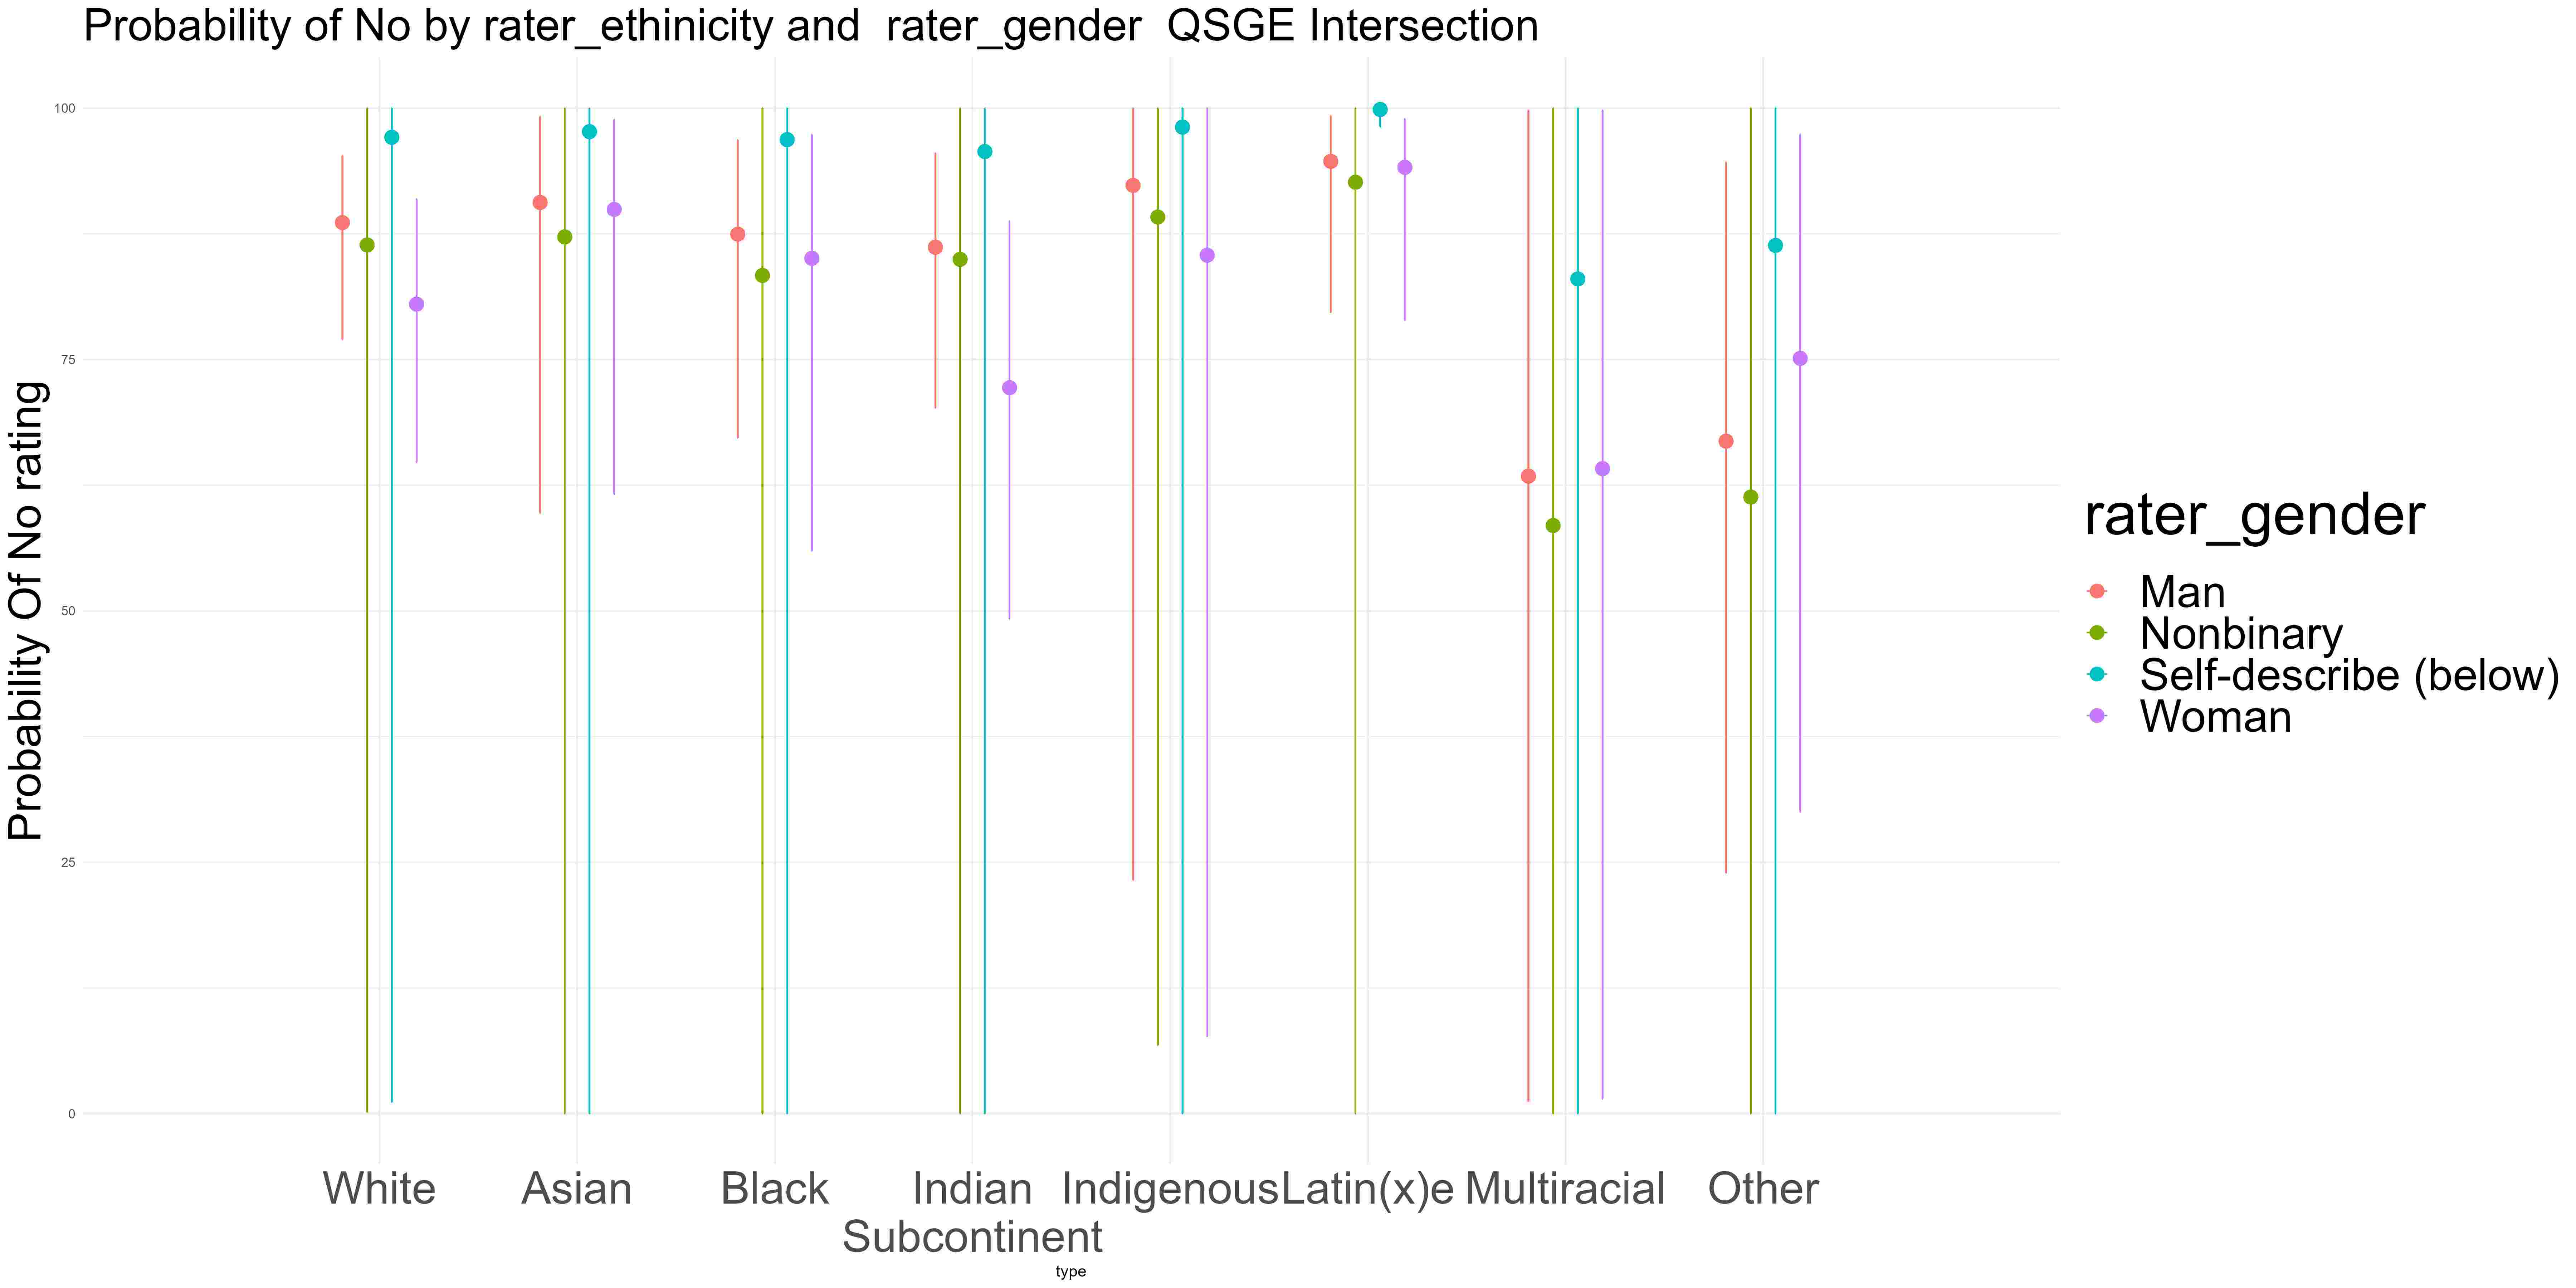 Probability of No by rater_ethinicity and  rater_gender  QSGE Intersection
Probability Of No rating
100
75
50
25
0
White Asian Black Indian Indigenous Latin(x)e Multiracial Other
Subcontinent
type
rater_gender
Man
Nonbinary
Self-describe (below)
Woman